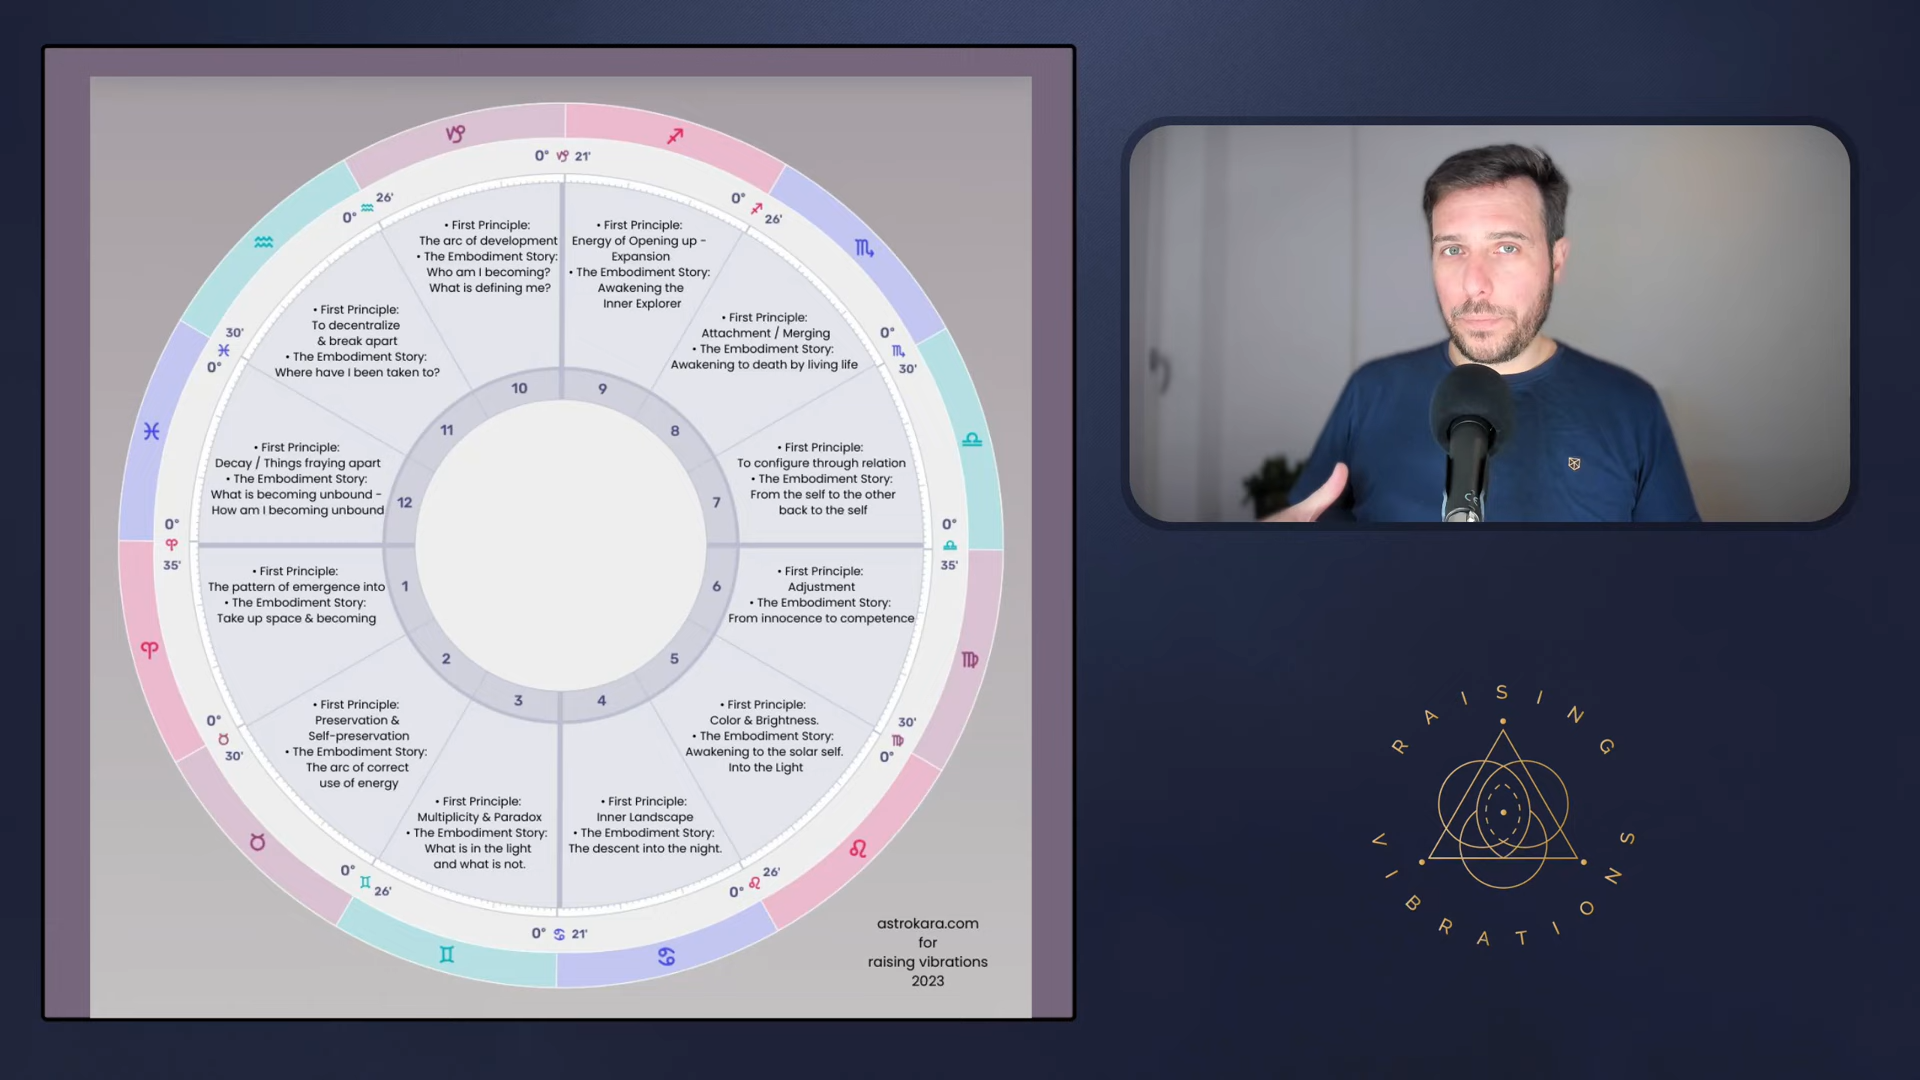 ♑
♐
0° ♑ 21'
0° ♒ 26'
0° ♐ 26'
♒
♏
• First Principle:
The arc of development
• The Embodiment Story:
Who am I becoming?
What is defining me?
• First Principle:
Energy of Opening up -
Expansion
• The Embodiment Story:
Awakening the
Inner Explorer
• First Principle:
To decentralize
& break apart
• The Embodiment Story:
Where have I been taken to?
• First Principle:
Attachment / Merging
• The Embodiment Story:
Awakening to death by living life
30'
♓
0°
0°
♏
30'
10
9
11
8
♓
♎
• First Principle:
Decay / Things fraying apart
• The Embodiment Story:
What is becoming unbound -
How am I becoming unbound
12
7
• First Principle:
To configure through relation
• The Embodiment Story:
From the self to the other
back to the self
0°
♈
35'
0°
♎
35'
• First Principle:
The pattern of emergence into
• The Embodiment Story:
Take up space & becoming
1
6
• First Principle:
Adjustment
• The Embodiment Story:
From innocence to competence
♈
♍
2
5
3
4
0°
♉
30'
30'
♍
0°
• First Principle:
Preservation &
Self-preservation
• The Embodiment Story:
The arc of correct
use of energy
• First Principle:
Color & Brightness.
• The Embodiment Story:
Awakening to the solar self.
Into the Light
• First Principle:
Multiplicity & Paradox
• The Embodiment Story:
What is in the light
and what is not.
• First Principle:
Inner Landscape
• The Embodiment Story:
The descent into the night.
♉
♌
0° ♊ 26'
0° ♌ 26'
0° ♋ 21'
♊
♋
astrokara.com
for
raising vibrations
2023
RAISING
VIBRATIONS